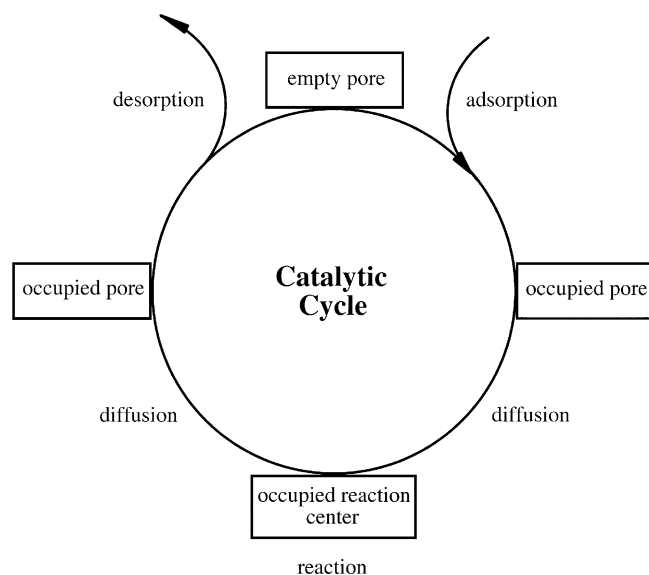 empty pore
desorption
adsorption
Catalytic
Cycle
occupied pore
occupied pore
diffusion
diffusion
occupied reaction
center
reaction